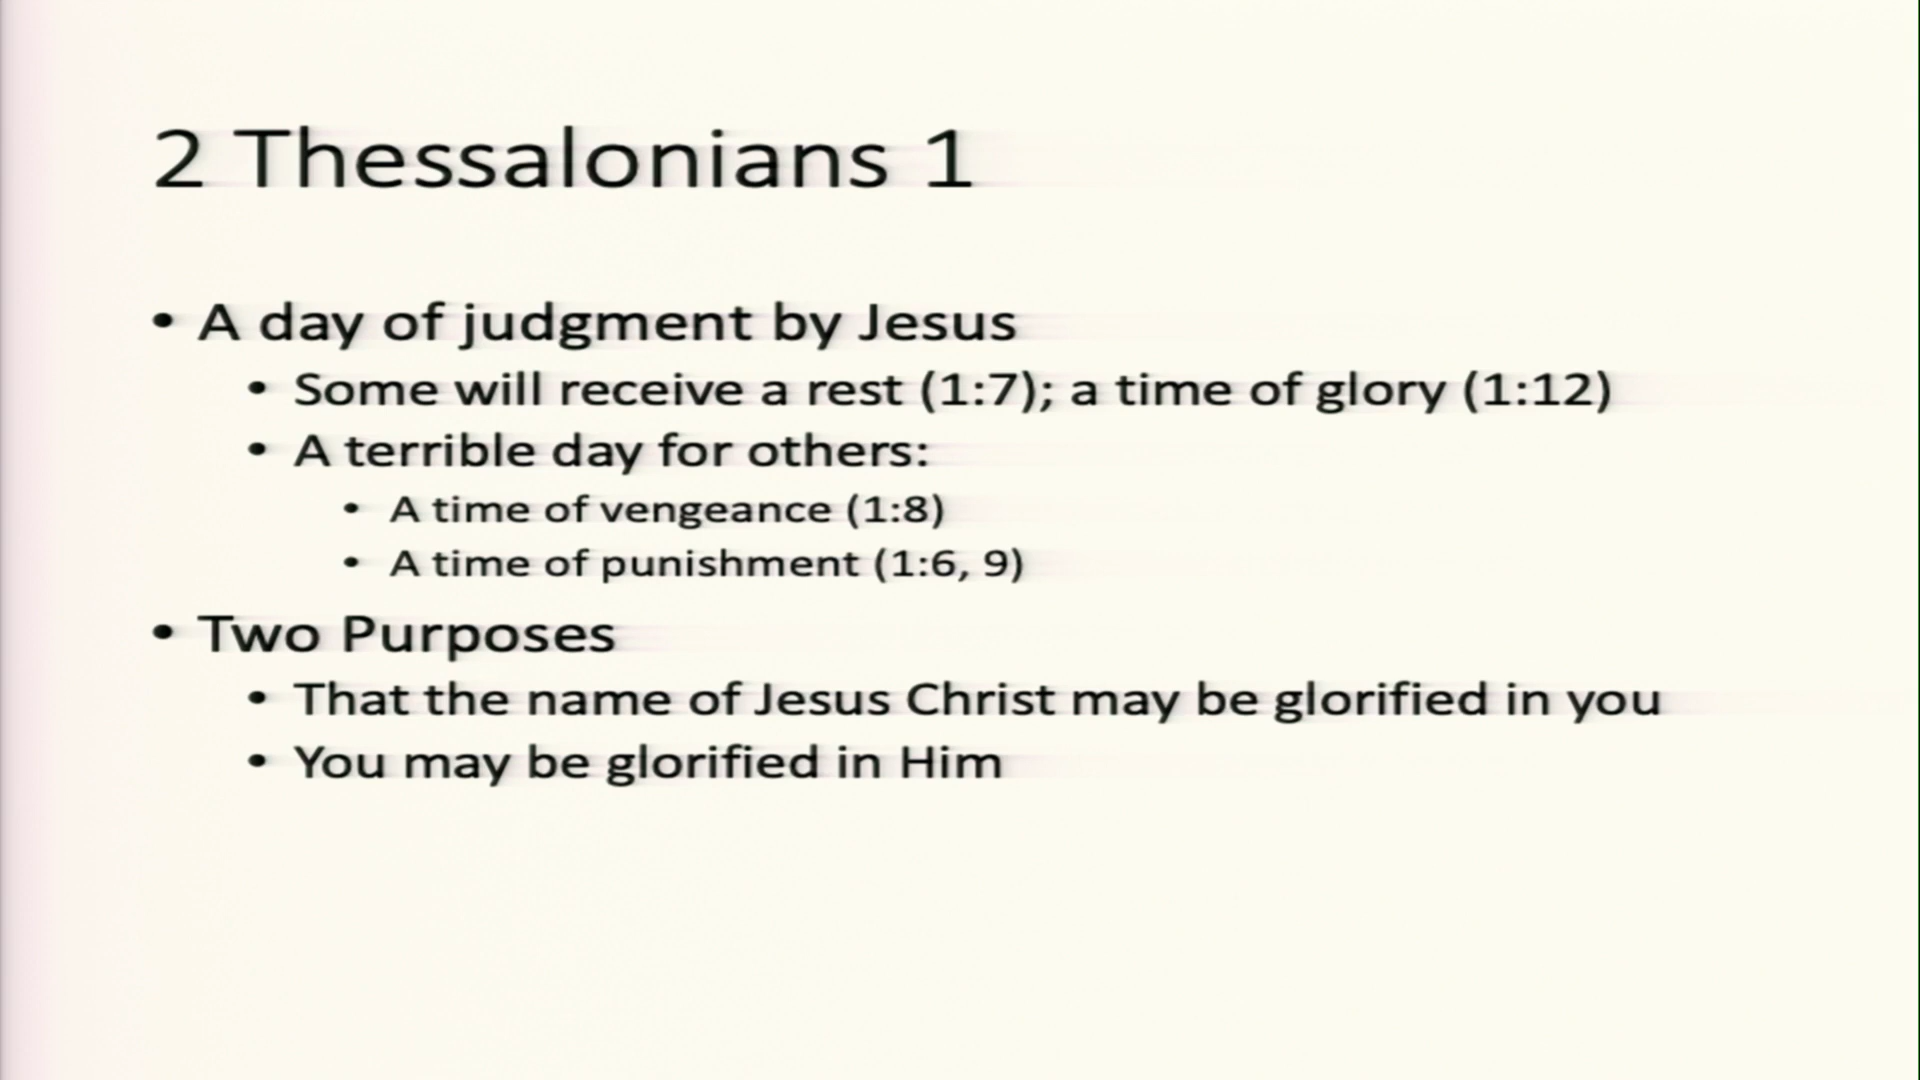 2 Thessalonians 1
• A day of judgment by Jesus
• Some will receive a rest (1:7); a time of glory (1:12)
• A terrible day for others:
• A time of vengeance (1:8)
• A time of punishment (1:6, 9)
• Two Purposes
• That the name of Jesus Christ may be glorified in you
• You may be glorified in Him